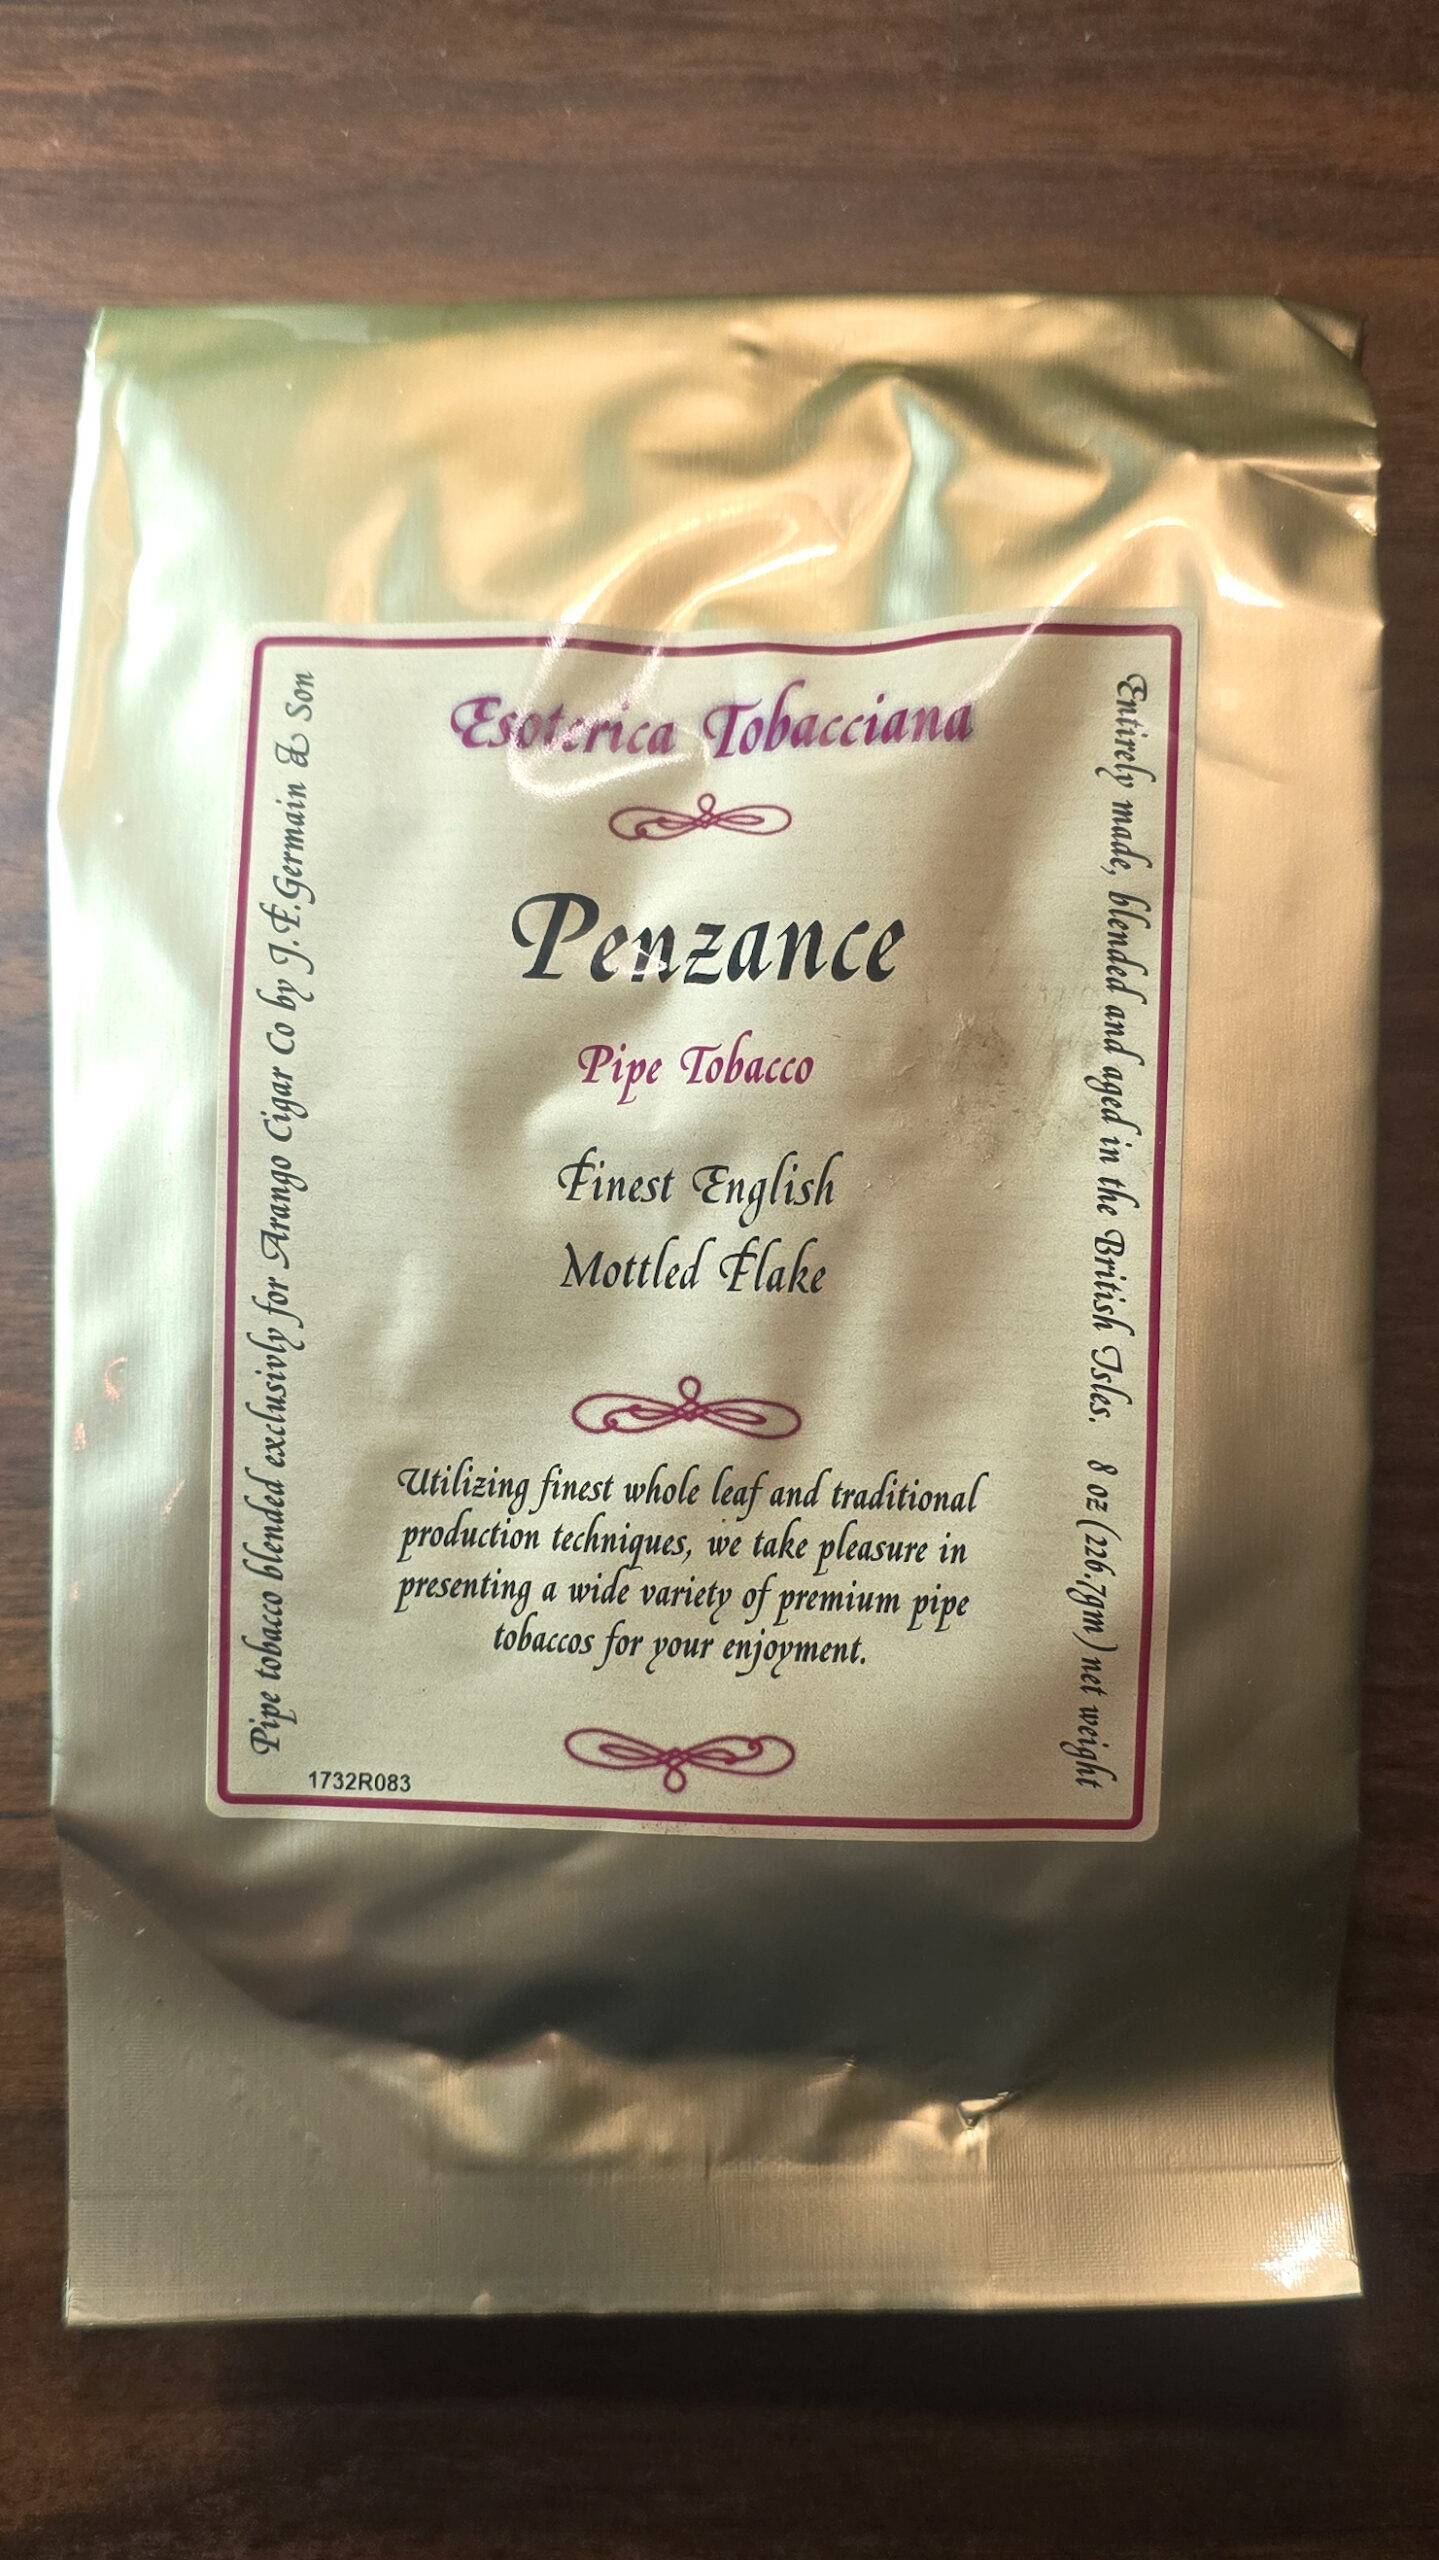 Esoterica Tobacciana
Penzance
Pipe Tobacco
Finest English
Mottled Flake
Utilizing finest whole leaf and traditional
production techniques, we take pleasure in
presenting a wide variety of premium pipe
tobaccos for your enjoyment.
Pipe tobacco blended exclusivly for Arango Cigar Co by J.F.Germain & Son
Entirely made, blended and aged in the British Isles. 8 oz (226.7gm) net weight
1732R083